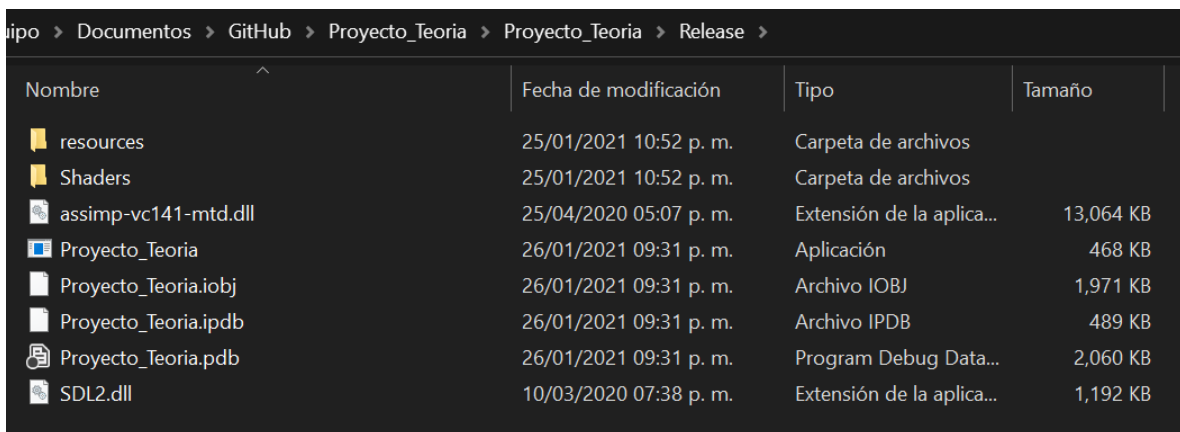 ipo > Documentos > GitHub > Proyecto_Teoria > Proyecto_Teoria > Release >
Nombre Fecha de modificación Tipo Tamaño
resources 25/01/2021 10:52 p. m. Carpeta de archivos
Shaders 25/01/2021 10:52 p. m. Carpeta de archivos
assimp-vc141-mtd.dll 25/04/2020 05:07 p. m. Extensión de la aplica... 13,064 KB
Proyecto_Teoria 26/01/2021 09:31 p. m. Aplicación 468 KB
Proyecto_Teoria.iobj 26/01/2021 09:31 p. m. Archivo IOBJ 1,971 KB
Proyecto_Teoria.ipdb 26/01/2021 09:31 p. m. Archivo IPDB 489 KB
Proyecto_Teoria.pdb 26/01/2021 09:31 p. m. Program Debug Data... 2,060 KB
SDL2.dll 10/03/2020 07:38 p. m. Extensión de la aplica... 1,192 KB